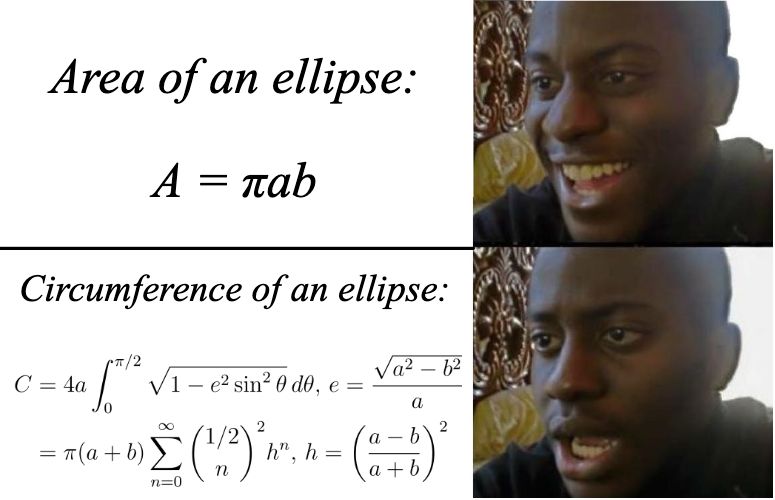 Area of an ellipse:
A = πab
Circumference of an ellipse:
C = 4a ∫₀^{π/2} √(1 − e² sin² θ) dθ, e = √(a² − b²) / a
= π(a + b) ∑_{n=0}^{∞} (1/2 n)² hⁿ, h = ((a − b) / (a + b))²